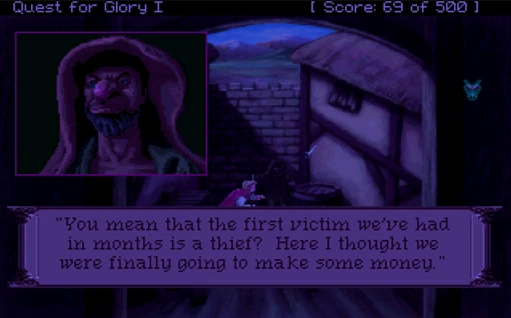 Quest for Glory I [ Score: 69 of 500 ]
"You mean that the first victim we've had
in months is a thief? Here I thought we
were finally going to make some money."